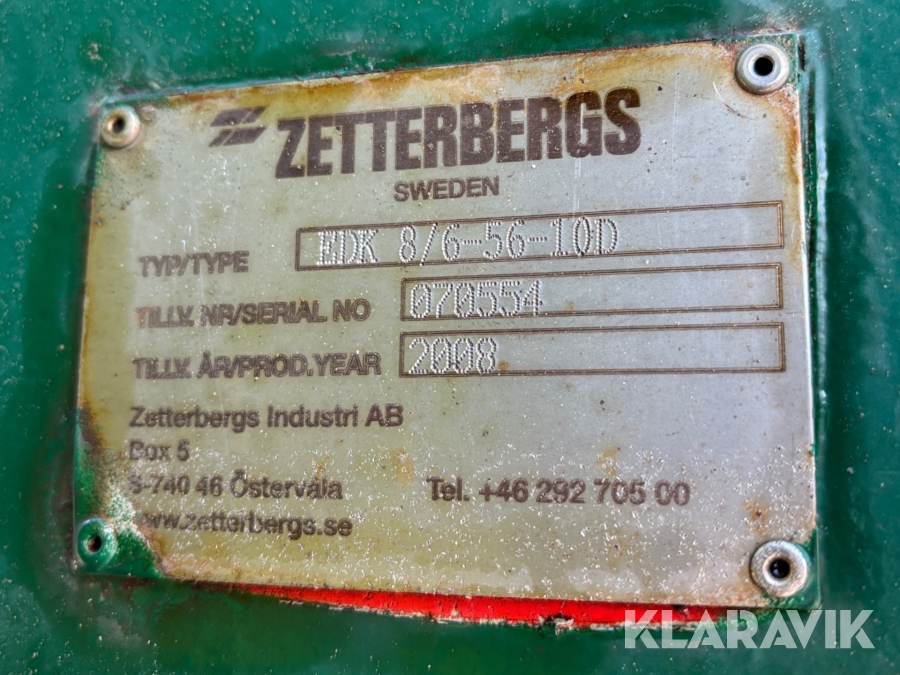 ZETTERBERGS
SWEDEN
TYP/TYPE EDK 8/6-56-10D
TILLV. NR/SERIAL NO 070554
TILLV. ÅR/PROD.YEAR 2008
Zetterbergs Industri AB
Box 5
S-740 46 Östervåla Tel. +46 292 705 00
www.zetterbergs.se
KLARAVIK